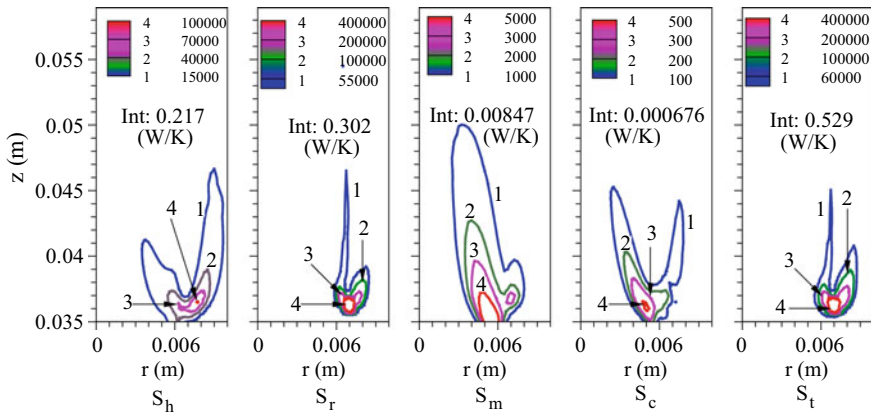 4 100000
3 70000
2 40000
1 15000
4 400000
3 200000
2 100000
1 55000
4 5000
3 3000
2 2000
1 1000
4 500
3 300
2 200
1 100
4 400000
3 200000
2 100000
1 60000
Int: 0.217
(W/K)
Int: 0.302
(W/K)
Int: 0.00847
(W/K)
Int: 0.000676
(W/K)
Int: 0.529
(W/K)
z (m)
0.055
0.05
0.045
0.04
0.035
4 1 2 3
1 2 3 4
1 2 3 4
2 3 1 4
1 2 3 4
0 0.006
0 0.006
0 0.006
0 0.006
0 0.006
r (m) r (m) r (m) r (m) r (m)
S_h S_r S_m S_c S_t